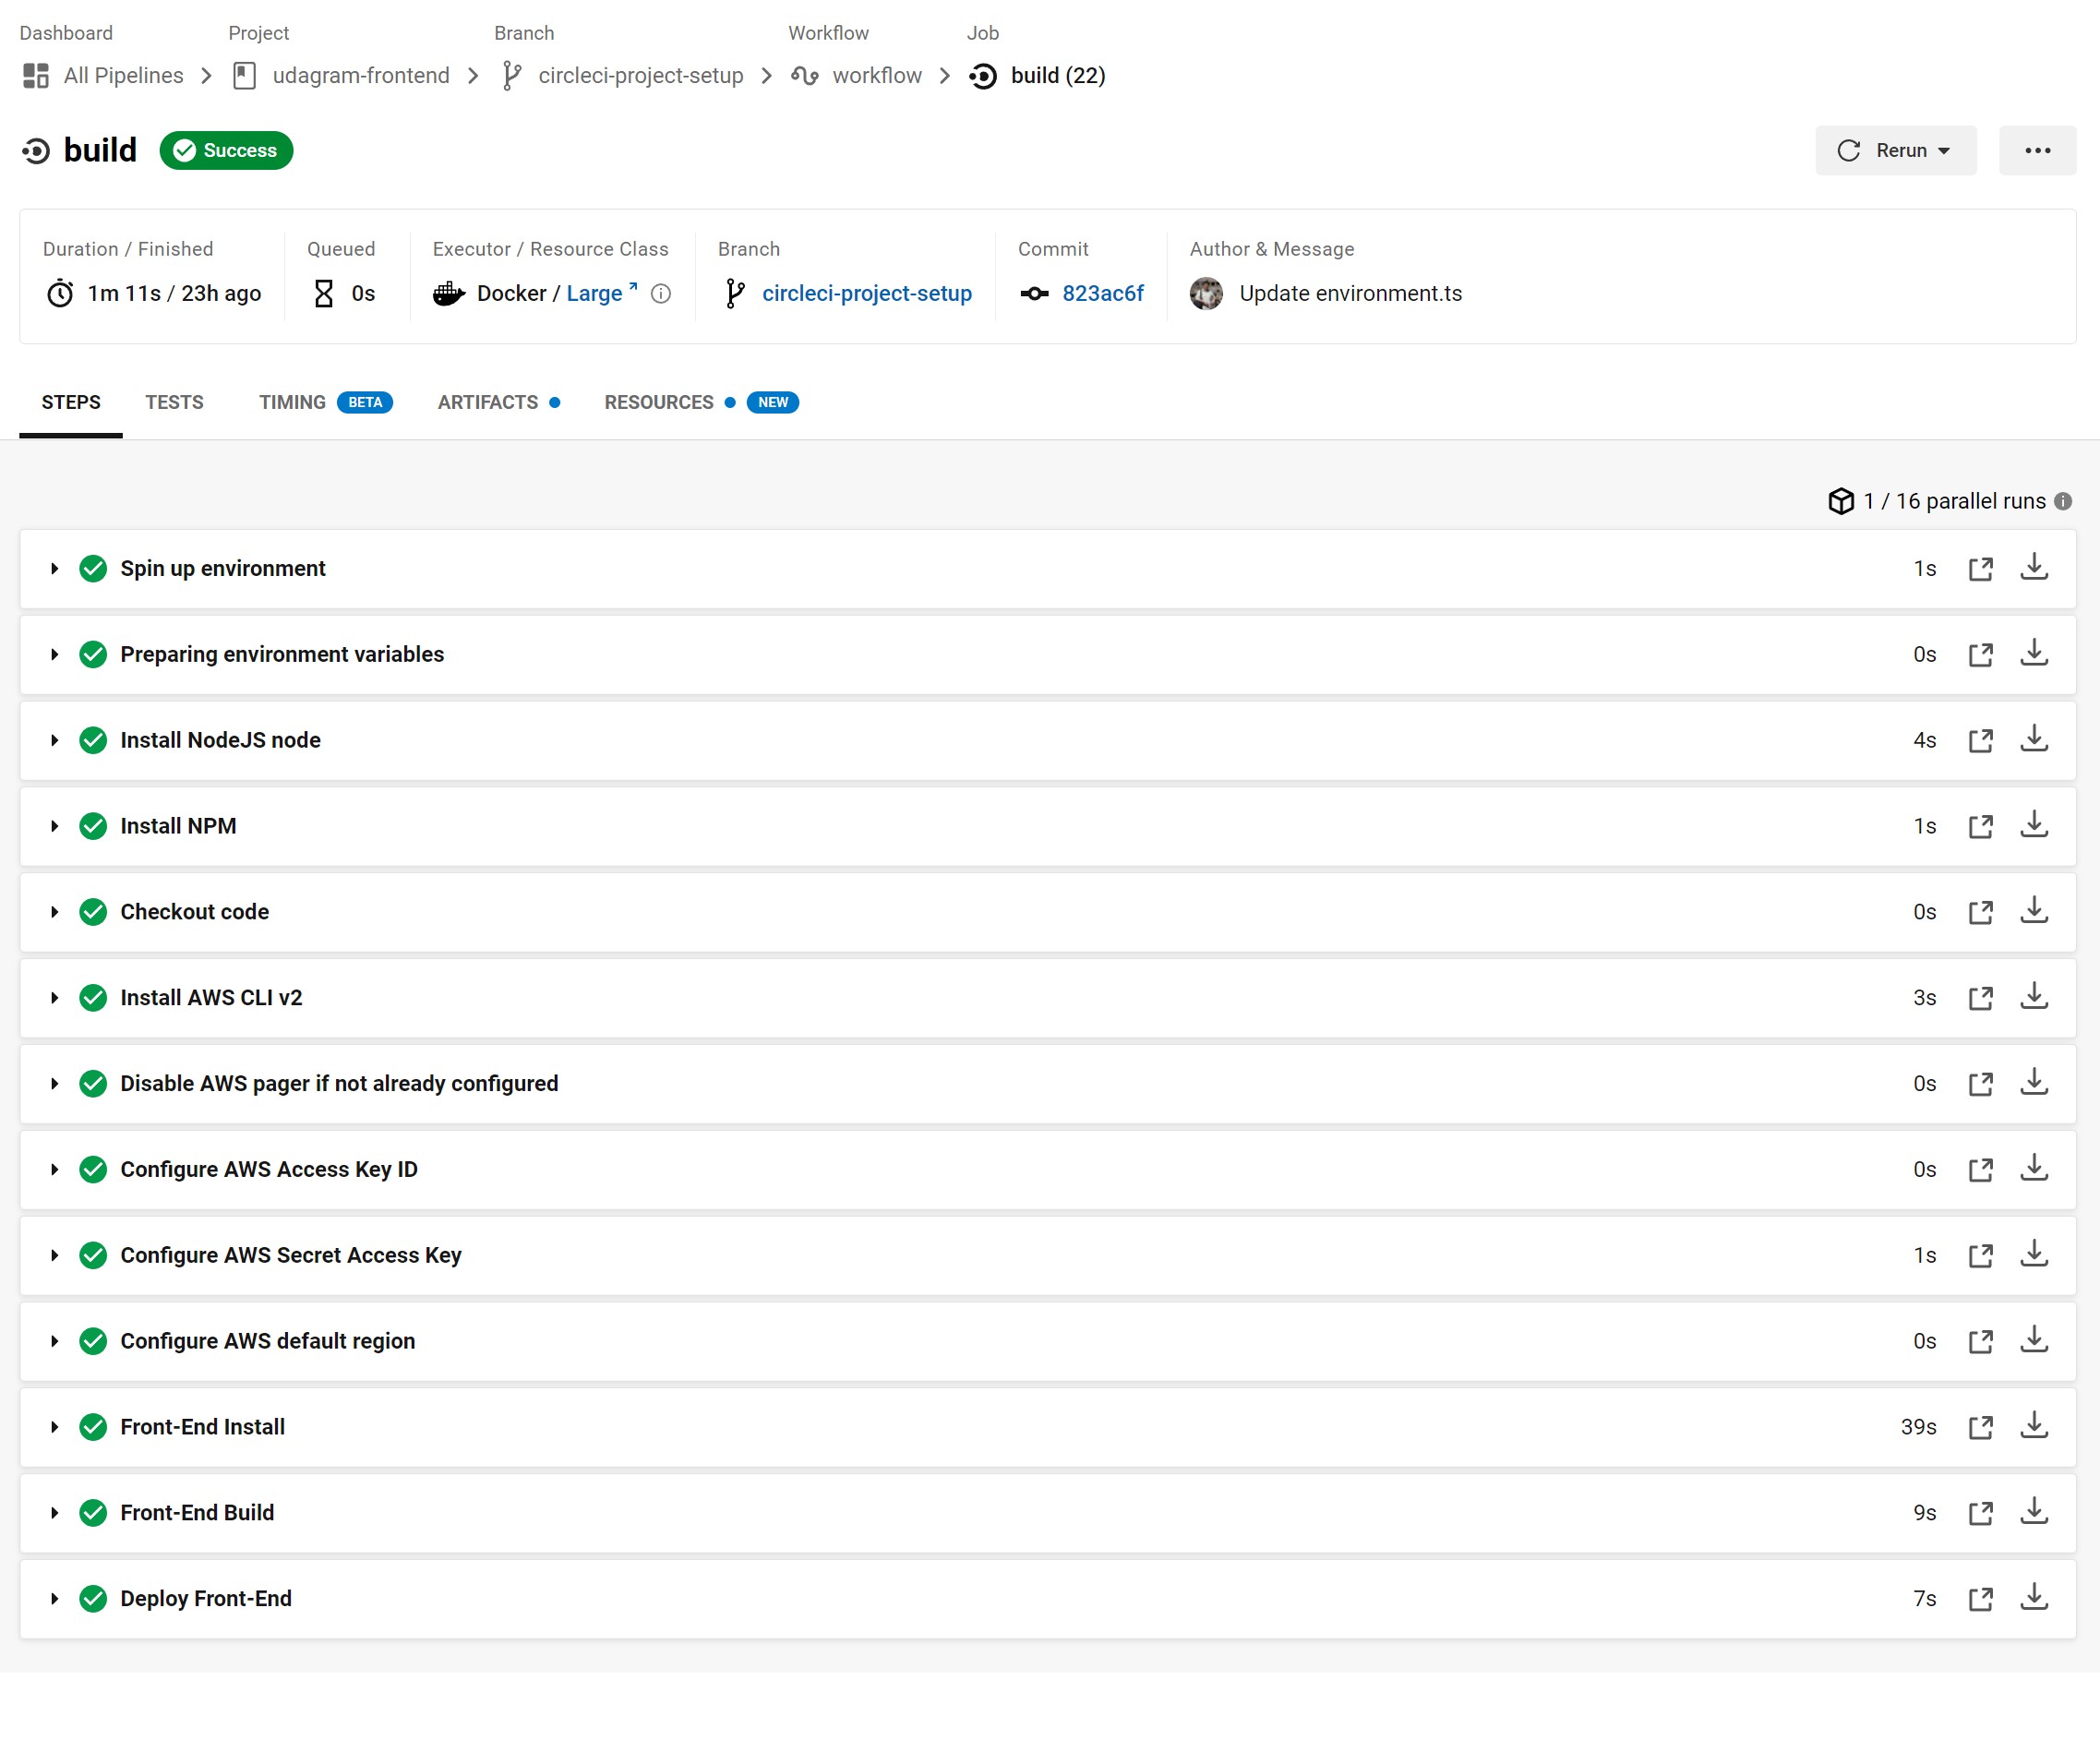 Dashboard Project Branch Workflow Job
All Pipelines udagram-frontend circleci-project-setup workflow build (22)
build Success Rerun
Duration / Finished Queued Executor / Resource Class Branch Commit Author & Message
1m 11s / 23h ago 0s Docker / Large circleci-project-setup 823ac6f Update environment.ts
STEPS TESTS TIMING BETA ARTIFACTS RESOURCES NEW
1 / 16 parallel runs
Spin up environment 1s
Preparing environment variables 0s
Install NodeJS node 4s
Install NPM 1s
Checkout code 0s
Install AWS CLI v2 3s
Disable AWS pager if not already configured 0s
Configure AWS Access Key ID 0s
Configure AWS Secret Access Key 1s
Configure AWS default region 0s
Front-End Install 39s
Front-End Build 9s
Deploy Front-End 7s